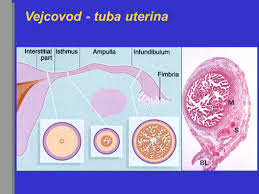 Vejcovod - tuba uterina
Interstitial part
Isthmus
Ampulla
Infundibulum
Fimbria
M
S
BL